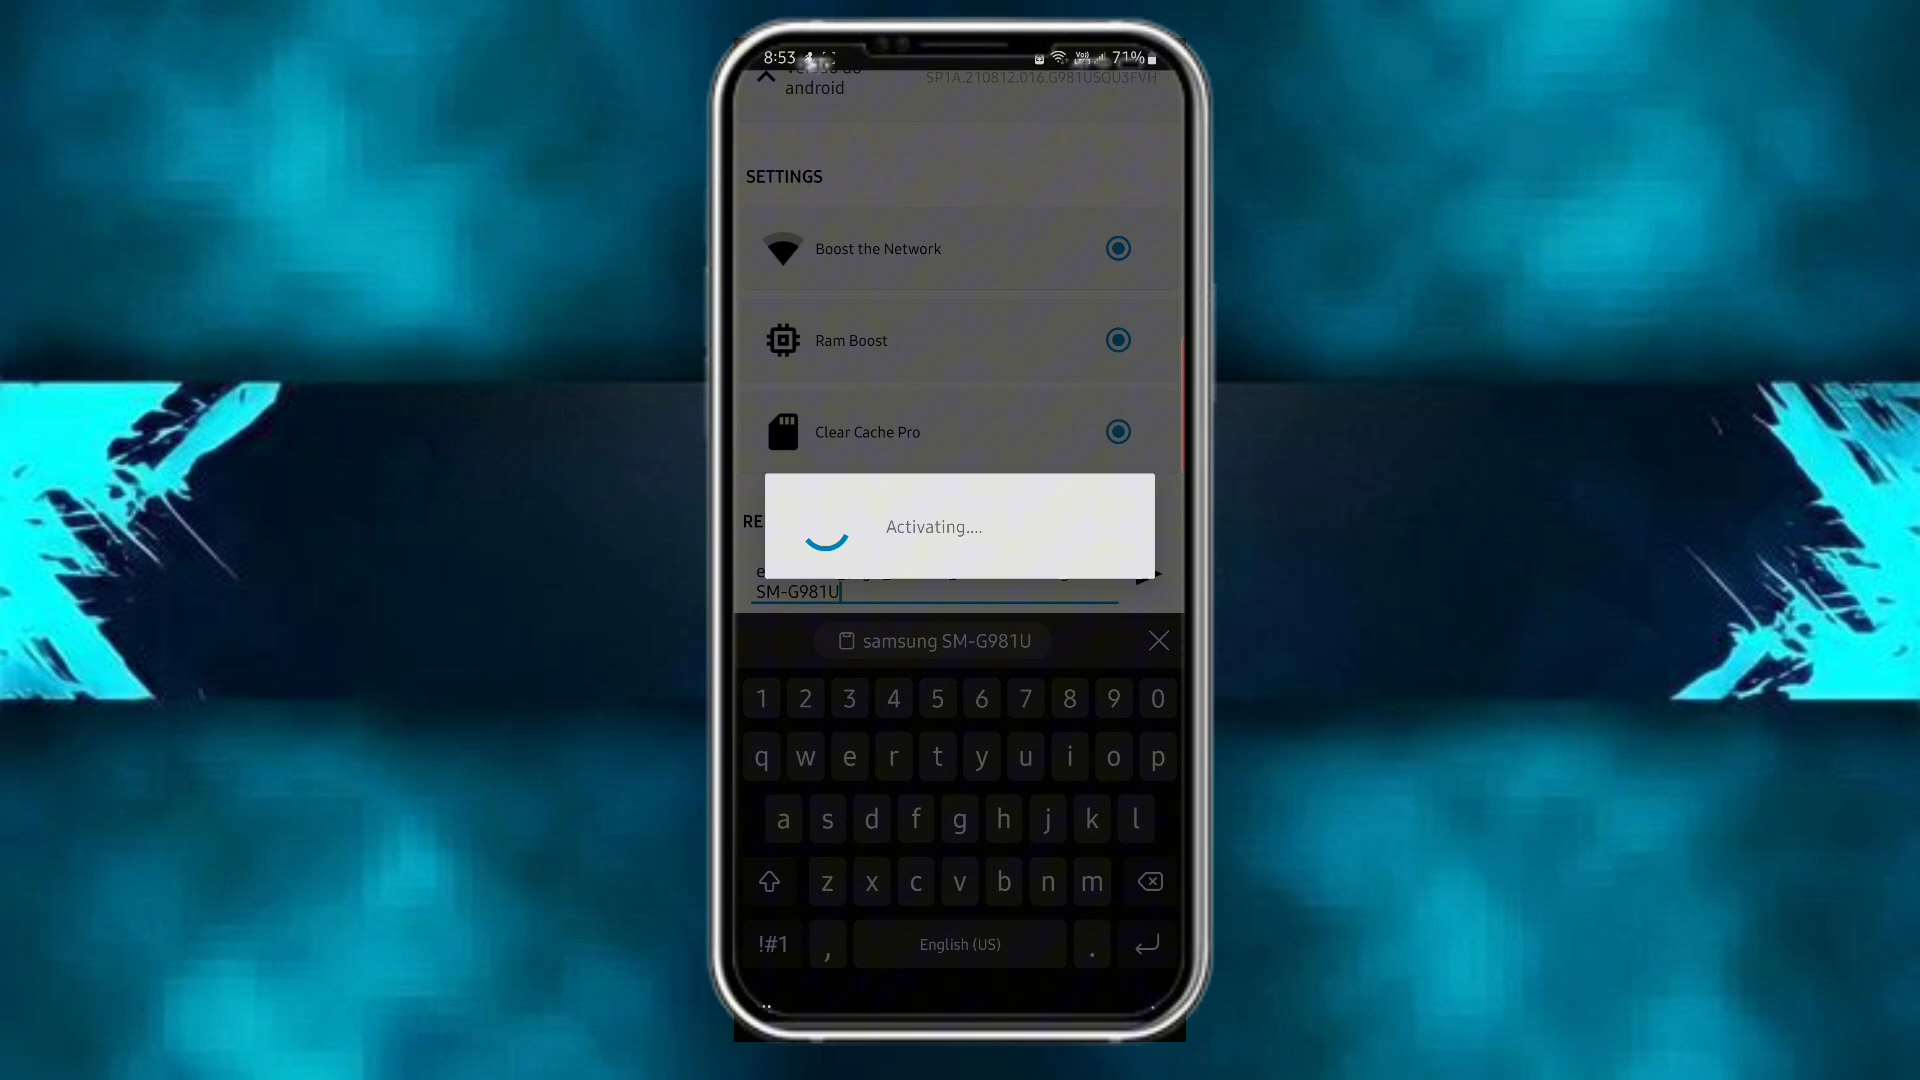 8:53
71%
android
SP1A.210812.016.G981USQU3FVH
SETTINGS
Boost the Network
Ram Boost
Clear Cache Pro
RE
Activating....
SM-G981U
samsung SM-G981U
1 2 3 4 5 6 7 8 9 0
q w e r t y u i o p
a s d f g h j k l
z x c v b n m
!#1 , English (US) .